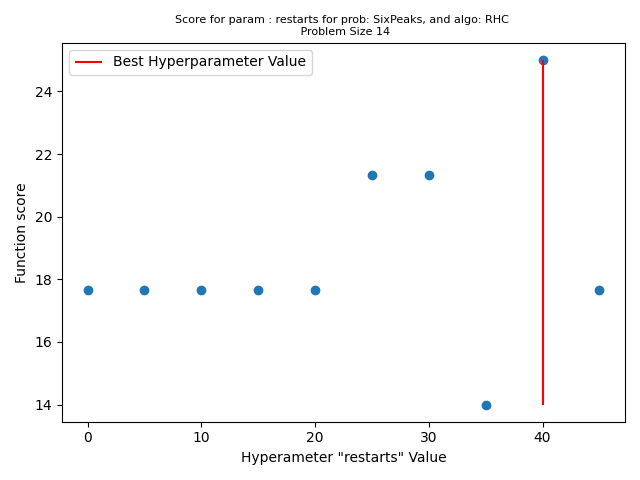 Score for param : restarts for prob: SixPeaks, and algo: RHC
Problem Size 14
Best Hyperparameter Value
Function score
24
22
20
18
16
14
0
10
20
30
40
Hyperameter "restarts" Value